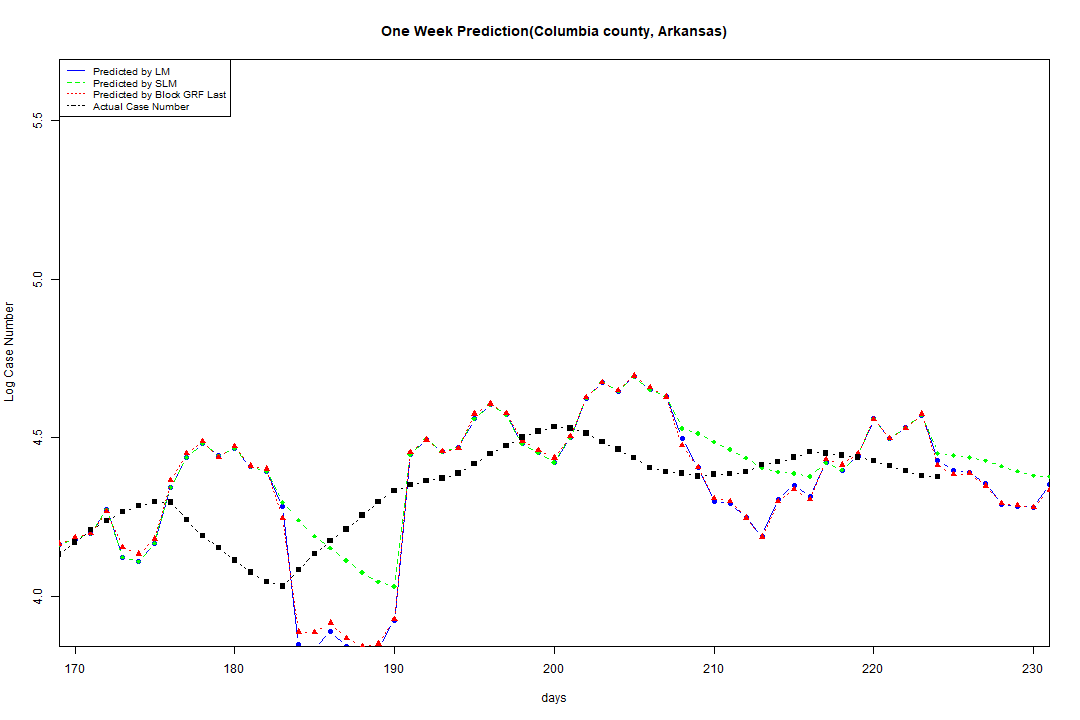 One Week Prediction(Columbia county, Arkansas)
Predicted by LM
Predicted by SLM
Predicted by Block GRF Last
Actual Case Number
5.5
5.0
4.5
4.0
Log Case Number
170 180 190 200 210 220 230
days